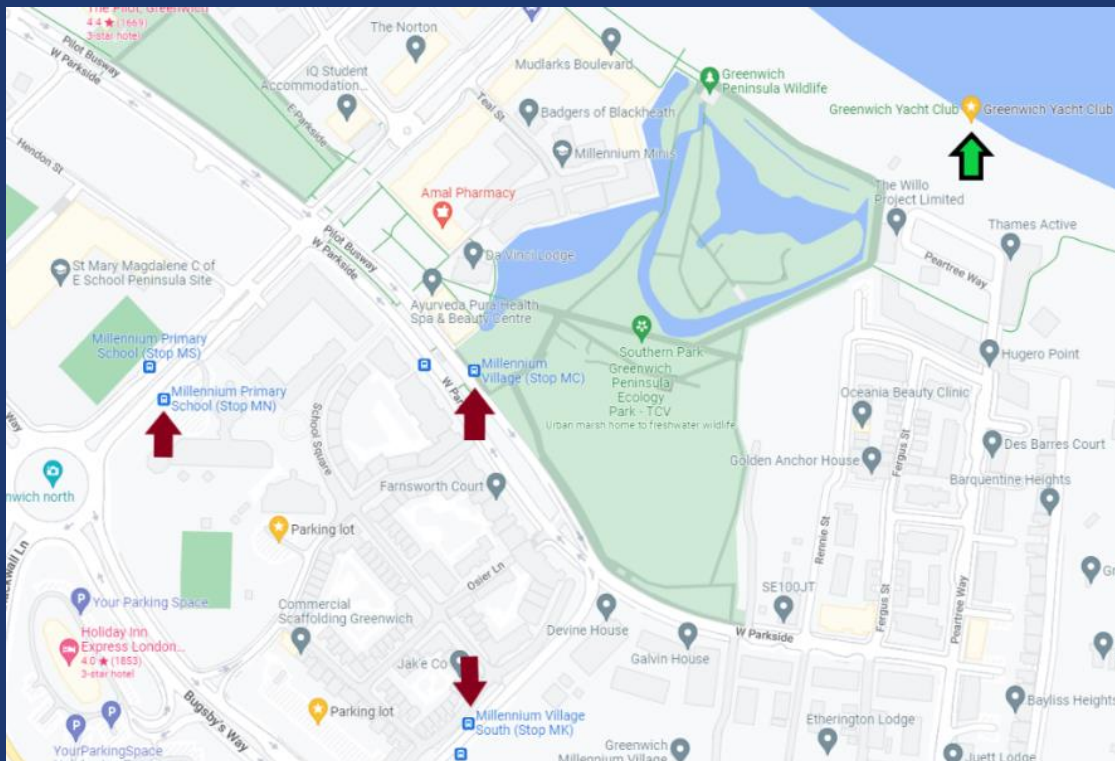 The Pilot, Greenwich
4.4 ★ (1669)
3-star hotel
Pilot Busway
W Parkside
The Norton
IQ Student
Accommodation...
E Parkside
Teal St
Mudlarks Boulevard
Greenwich
Peninsula Wildlife
Badgers of Blackheath
Millennium Minis
Greenwich Yacht Club
Greenwich Yacht Club
Hendon St
Amal Pharmacy
The Willo
Project Limited
Thames Active
Peartree Way
Pilot Busway
W Parkside
Da Vinci Lodge
St Mary Magdalene C of
E School Peninsula Site
Ayurveda Pura Health
Spa & Beauty Centre
Millennium Primary
School (Stop MS)
Millennium
Village (Stop MC)
Southern Park
Greenwich
Peninsula
Ecology
Park - TCV
Urban marsh home to freshwater wildlife
Hugero Point
Millennium Primary
School (Stop MN)
Way
School Square
Oceania Beauty Clinic
Fergus St
Des Barres Court
Golden Anchor House
Barquentine Heights
nwich north
Farnsworth Court
Parking lot
Rennie St
Osier Ln
SE100JT
Your Parking Space
Commercial
Scaffolding Greenwich
Devine House
W Parkside
Fergus St
Peartree Way
Holiday Inn
Express London...
4.0 ★ (1853)
3-star hotel
Jake Co
Galvin House
Bugsby's Way
Parking lot
Millennium Village
South (Stop MK)
Bayliss Heights
Etherington Lodge
YourParkingSpace
Greenwich
Millennium Village
Juett Lodge